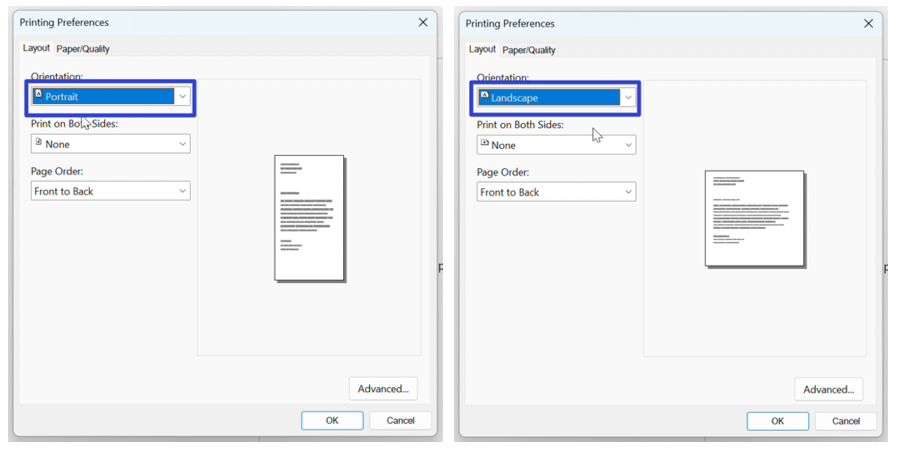 Printing Preferences
Layout Paper/Quality
Orientation:
Portrait
Print on Both Sides:
None
Page Order:
Front to Back
Advanced...
OK Cancel
Printing Preferences
Layout Paper/Quality
Orientation:
Landscape
Print on Both Sides:
None
Page Order:
Front to Back
Advanced...
OK Cancel